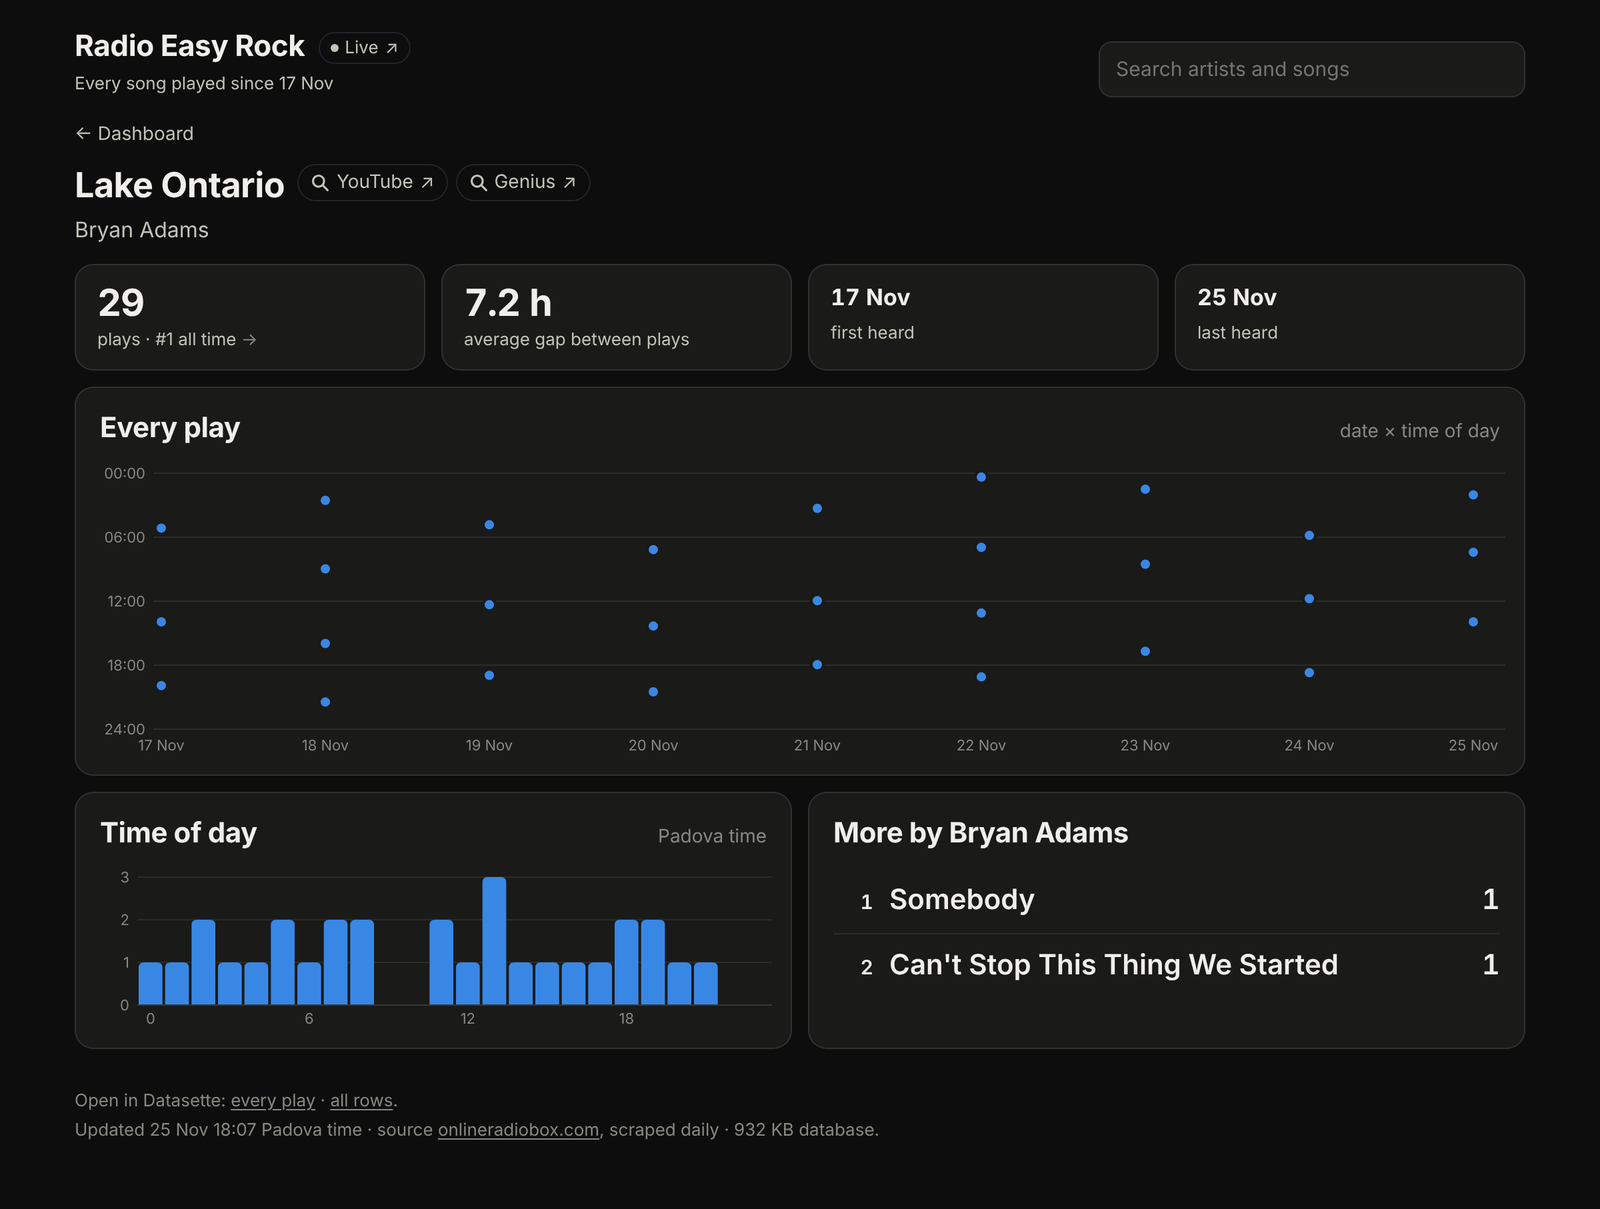 Radio Easy Rock
Live ↗
Every song played since 17 Nov
Search artists and songs
← Dashboard
Lake Ontario
YouTube ↗
Genius ↗
Bryan Adams
29
plays · #1 all time →
7.2 h
average gap between plays
17 Nov
first heard
25 Nov
last heard
Every play
date × time of day
00:00
06:00
12:00
18:00
24:00
17 Nov
18 Nov
19 Nov
20 Nov
21 Nov
22 Nov
23 Nov
24 Nov
25 Nov
Time of day
Padova time
3
2
1
0
0
6
12
18
More by Bryan Adams
1 Somebody 1
2 Can't Stop This Thing We Started 1
Open in Datasette: every play · all rows.
Updated 25 Nov 18:07 Padova time · source onlineradiobox.com, scraped daily · 932 KB database.